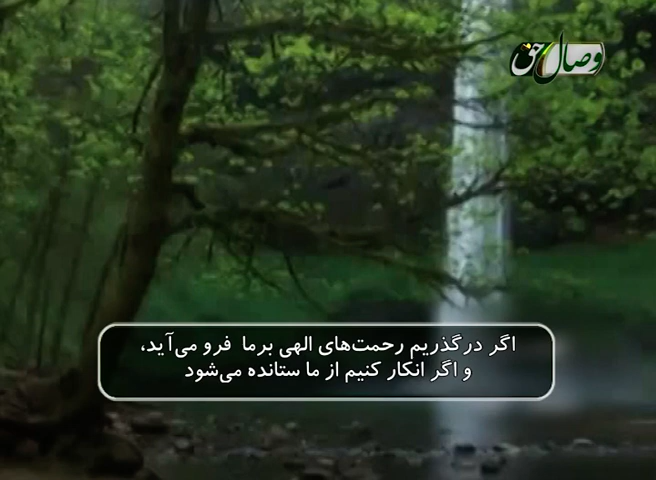 وصال حق
اگر درگذریم رحمت‌های الهی برما فرو می‌آید،
و اگر انکار کنیم از ما ستانده می‌شود